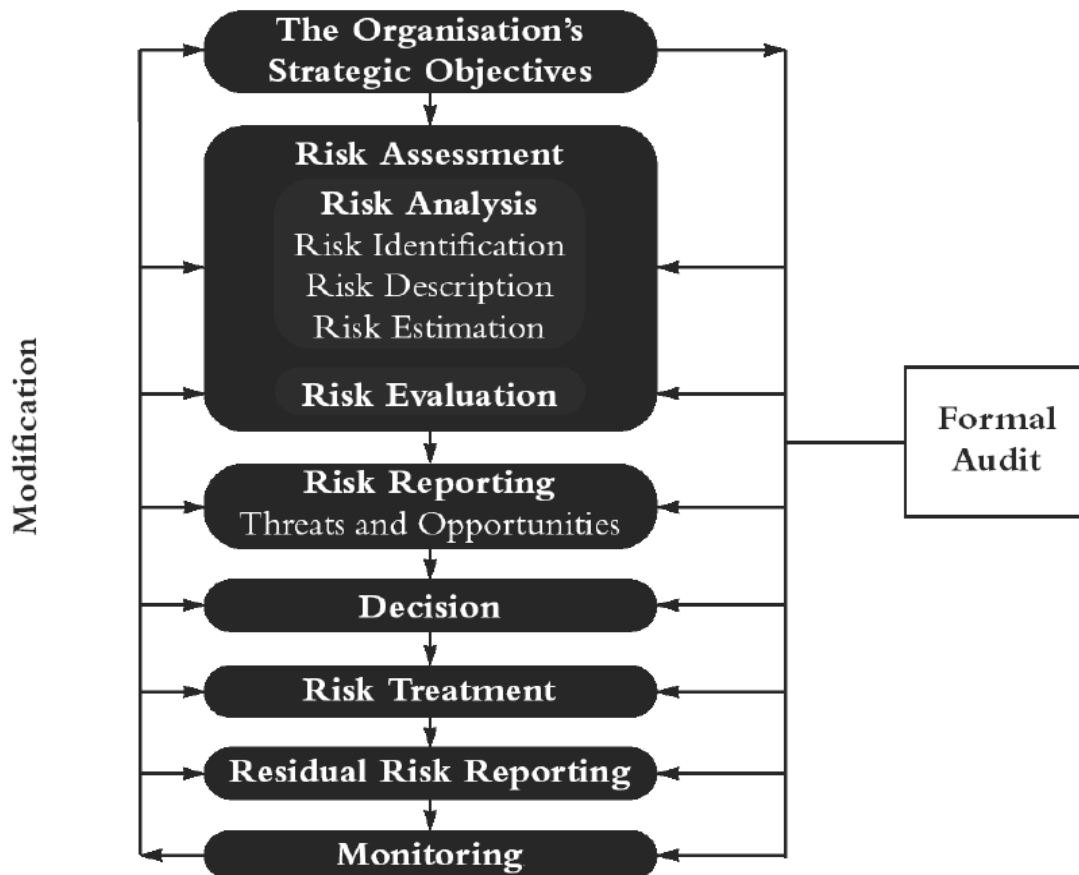 The Organisation's
Strategic Objectives
Risk Assessment
Risk Analysis
Risk Identification
Risk Description
Risk Estimation
Risk Evaluation
Risk Reporting
Threats and Opportunities
Decision
Risk Treatment
Residual Risk Reporting
Monitoring
Modification
Formal
Audit